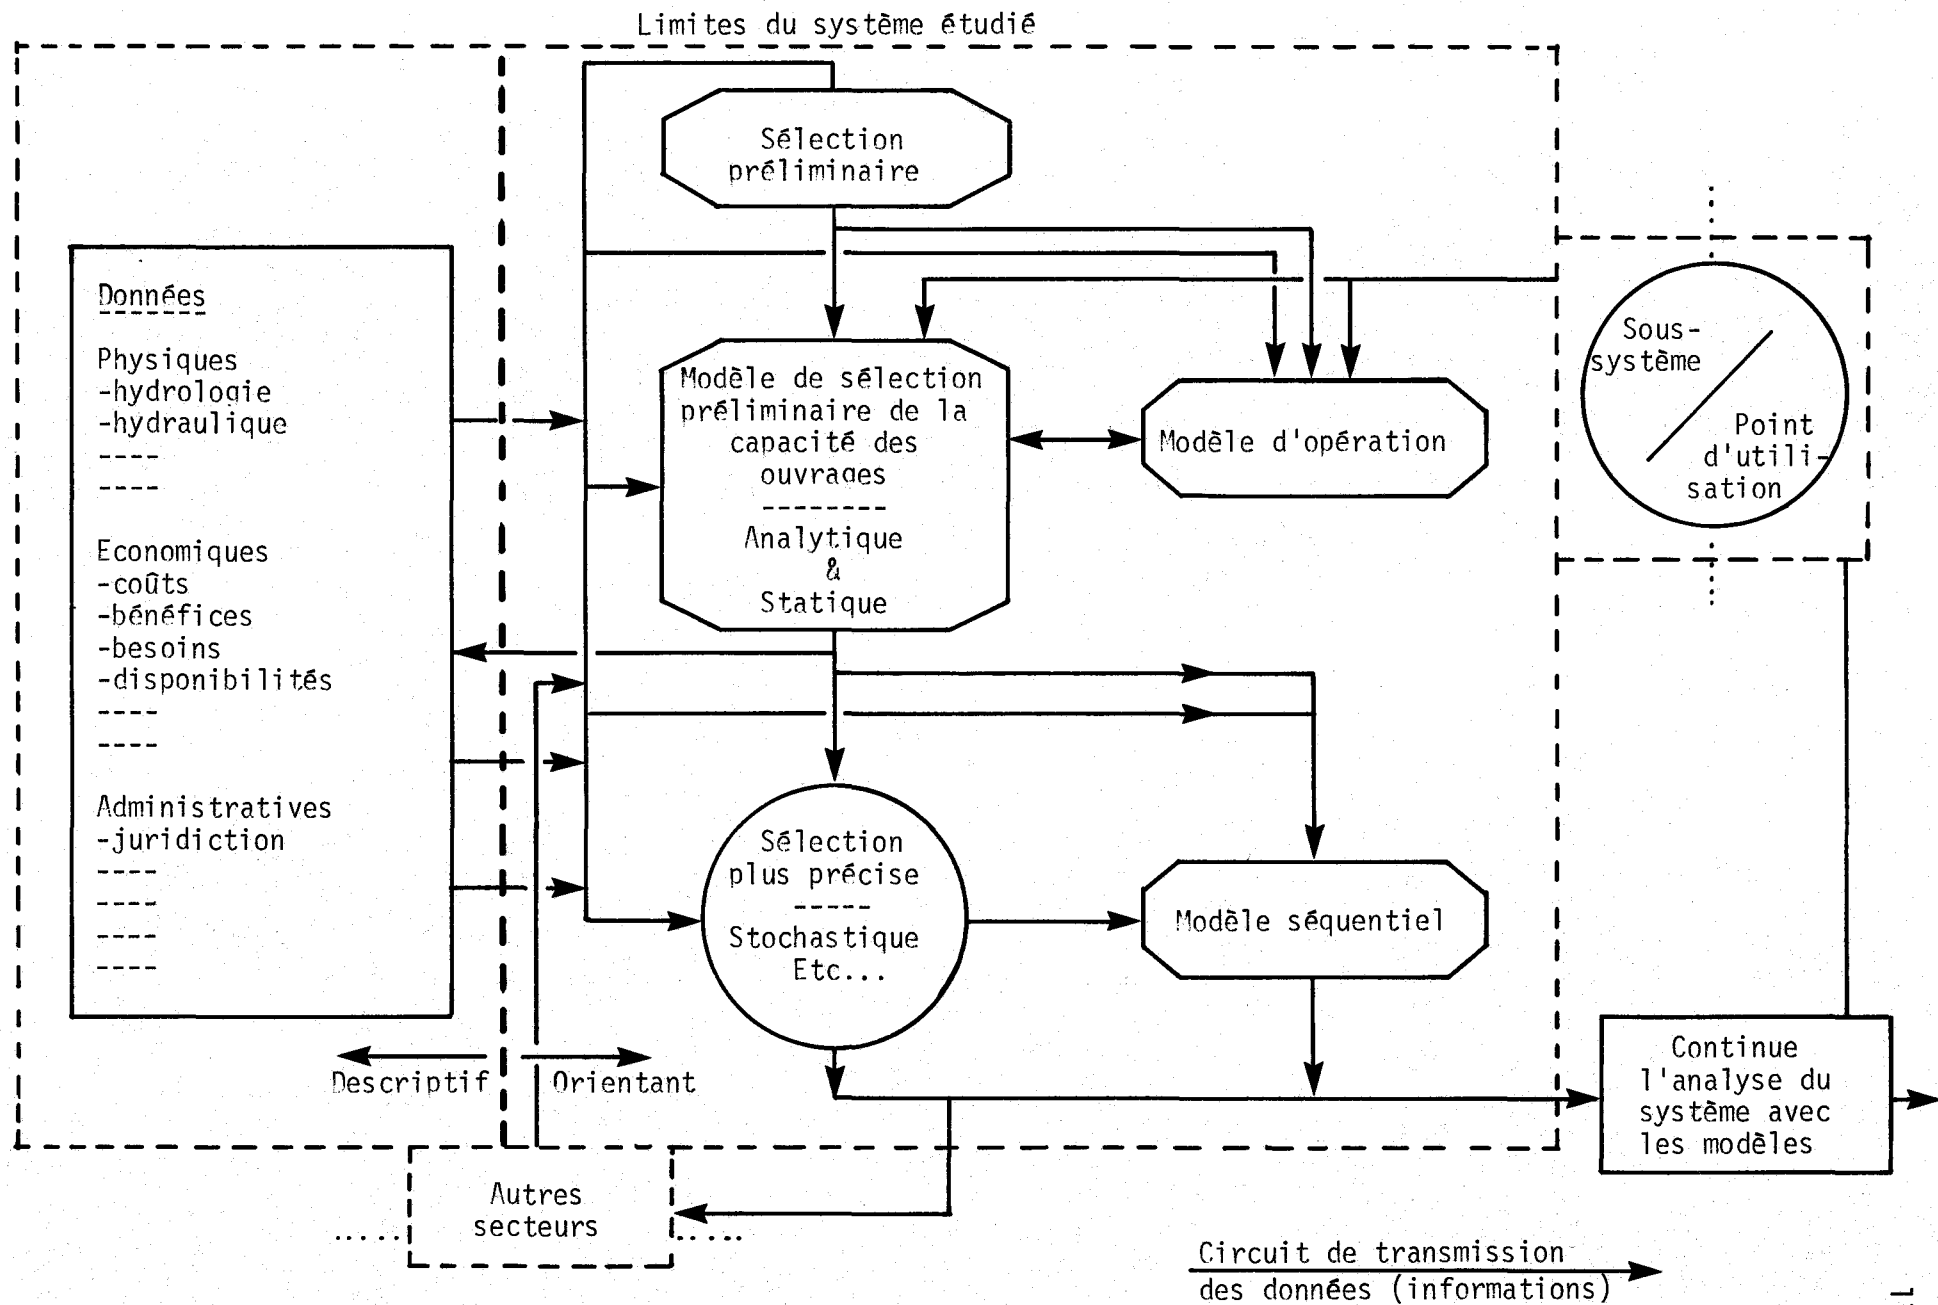 Limites du système étudié
Sélection
préliminaire
Données
-------
Physiques
-hydrologie
-hydraulique
----
----
Economiques
-coûts
-bénéfices
-besoins
-disponibilités
----
----
Administratives
-juridiction
----
----
----
----
Modèle de sélection
préliminaire de la
capacité des
ouvrages
--------
Analytique
&
Statique
Modèle d'opération
Sous-
système
Point
d'utili-
sation
Sélection
plus précise
-----
Stochastique
Etc...
Modèle séquentiel
Descriptif
Orientant
Continue
l'analyse du
système avec
les modèles
Autres
secteurs
Circuit de transmission
des données (informations)